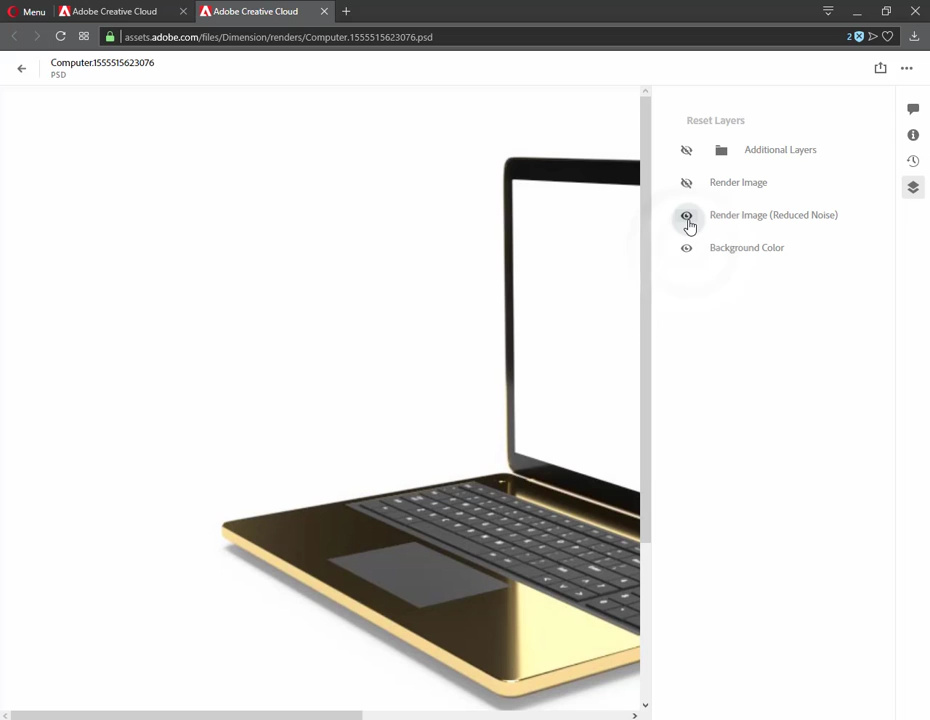 Menu
Adobe Creative Cloud
Adobe Creative Cloud
assets.adobe.com/files/Dimension/renders/Computer.1555515623076.psd
2
Computer.1555515623076
PSD
Reset Layers
Additional Layers
Render Image
Render Image (Reduced Noise)
Background Color